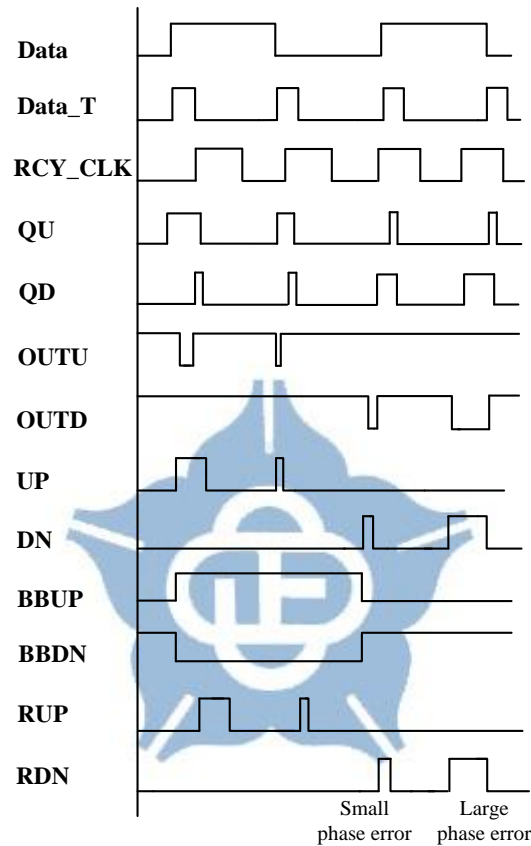 Data
Data_T
RCY_CLK
QU
QD
OUTU
OUTD
UP
DN
BBUP
BBDN
RUP
RDN
Small
phase error
Large
phase error